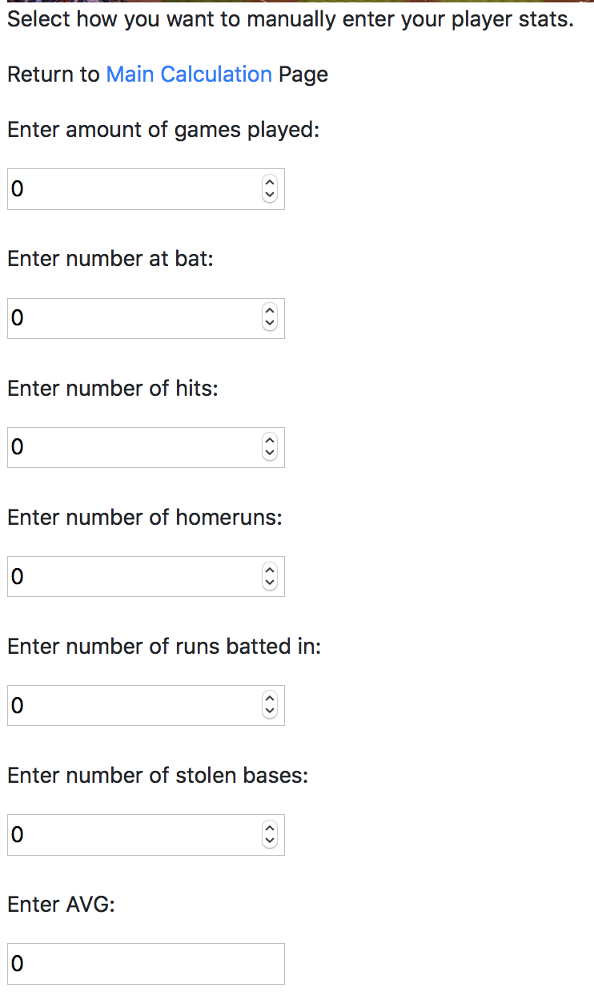 Select how you want to manually enter your player stats.
Return to Main Calculation Page
Enter amount of games played:
0
Enter number at bat:
0
Enter number of hits:
0
Enter number of homeruns:
0
Enter number of runs batted in:
0
Enter number of stolen bases:
0
Enter AVG:
0